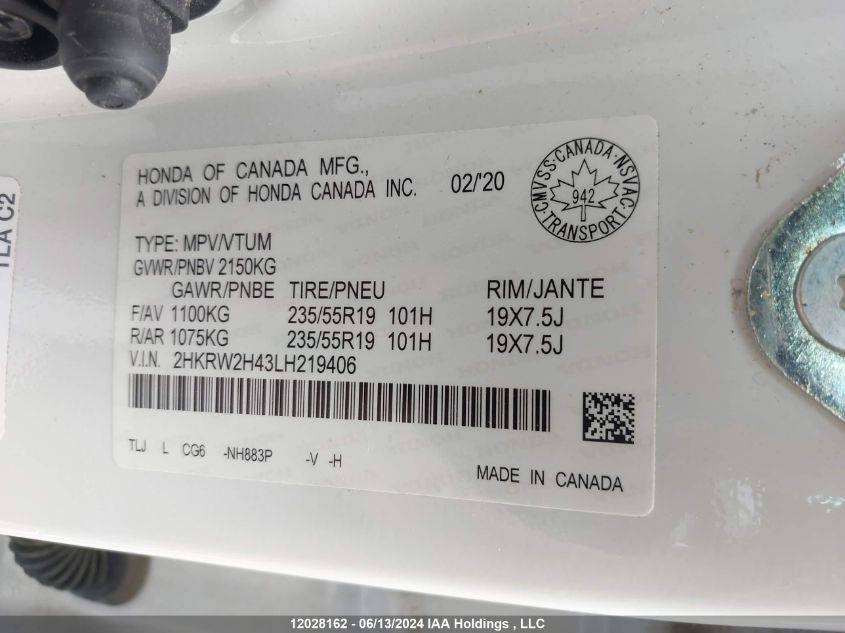 HONDA OF CANADA MFG.,
A DIVISION OF HONDA CANADA INC. 02/'20
CMVSS·CANADA·NSVAC·TRANSPORT·
942
TYPE: MPV/VTUM
GVWR/PNBV 2150KG
GAWR/PNBE TIRE/PNEU RIM/JANTE
F/AV 1100KG 235/55R19 101H 19X7.5J
R/AR 1075KG 235/55R19 101H 19X7.5J
V.I.N. 2HKRW2H43LH219406
TLJ L CG6 -NH883P -V -H
MADE IN CANADA
TLA C2
12028162 - 06/13/2024 IAA Holdings , LLC